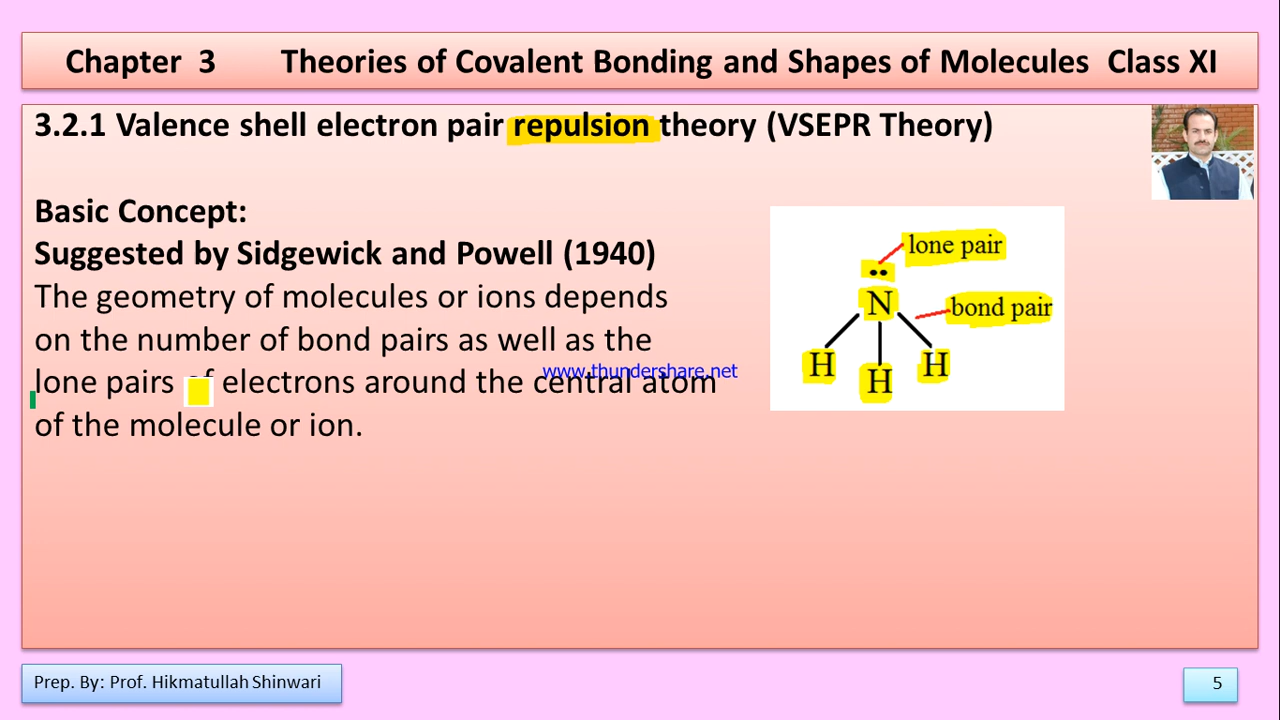 Chapter 3 Theories of Covalent Bonding and Shapes of Molecules Class XI
3.2.1 Valence shell electron pair repulsion theory (VSEPR Theory)
Basic Concept:
Suggested by Sidgewick and Powell (1940)
The geometry of molecules or ions depends
on the number of bond pairs as well as the
lone pairs of electrons around the central atom
of the molecule or ion.
www.thundershare.net
lone pair
N
bond pair
H
H
H
Prep. By: Prof. Hikmatullah Shinwari
5